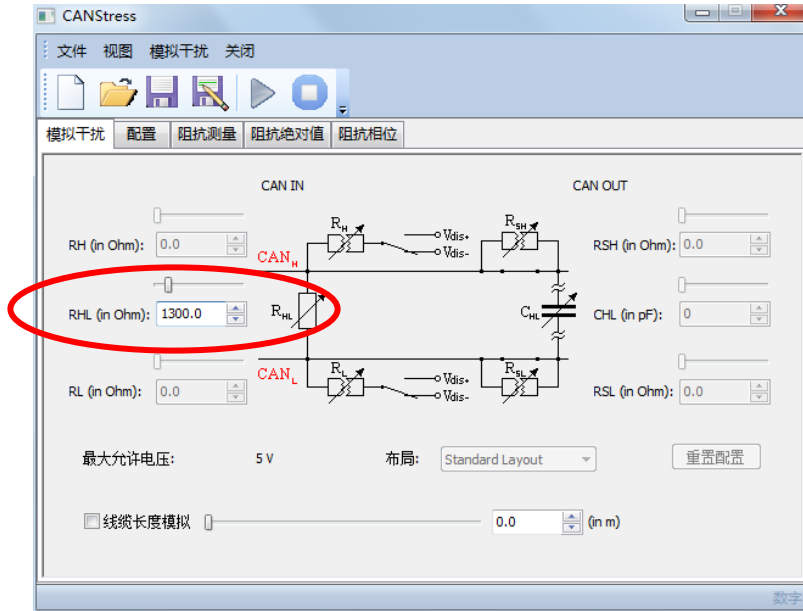 CANStress
文件 视图 模拟干扰 关闭
模拟干扰 配置 阻抗测量 阻抗绝对值 阻抗相位
CAN IN CAN OUT
RH (in Ohm): 0.0 CANH RH Vdis+ RSH RSH (in Ohm): 0.0
Vdis-
RHL (in Ohm): 1300.0 RHL CHL CHL (in pF): 0
RL (in Ohm): 0.0 CANL RL Vdis+ RSL RSL (in Ohm): 0.0
Vdis-
最大允许电压: 5 V 布局: Standard Layout 重置配置
线缆长度模拟 0.0 (in m)
数字